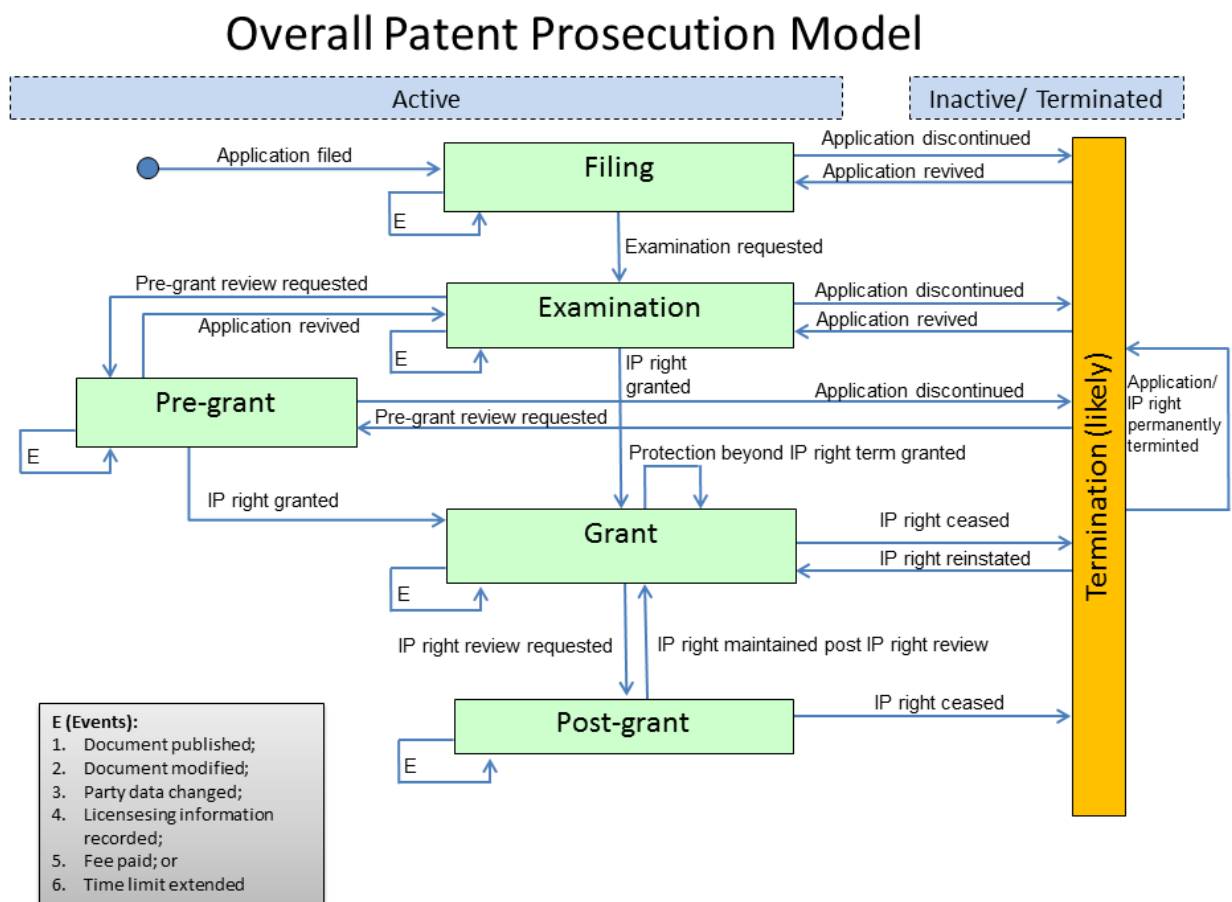 Overall Patent Prosecution Model
Active
Inactive/ Terminated
Application filed
Filing
Application discontinued
Application revived
E
Examination requested
Pre-grant review requested
Examination
Application discontinued
Application revived
Application revived
E
IP right
granted
Pre-grant
Application discontinued
Pre-grant review requested
E
Application/
IP right
permanently
terminted
Termination (likely)
Protection beyond IP right term granted
IP right granted
Grant
IP right ceased
IP right reinstated
E
IP right review requested
IP right maintained post IP right review
Post-grant
IP right ceased
E
E (Events):
1. Document published;
2. Document modified;
3. Party data changed;
4. Licensesing information
recorded;
5. Fee paid; or
6. Time limit extended